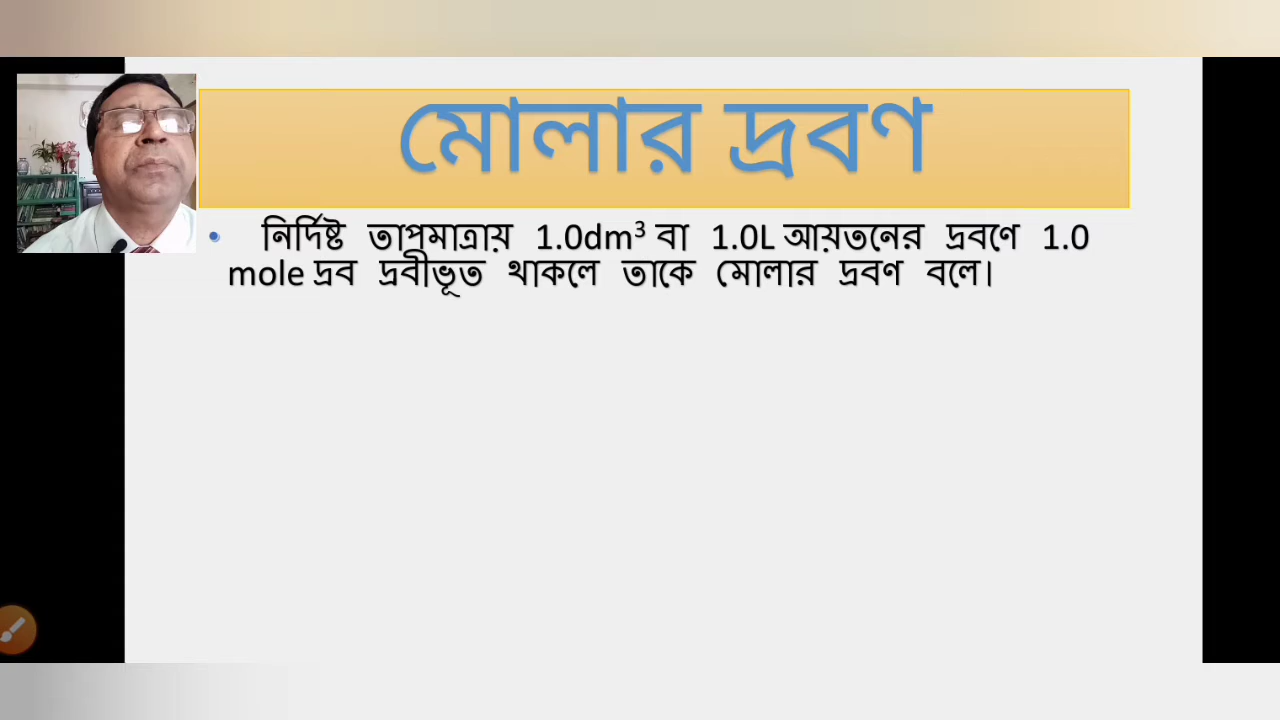 মোলার দ্রবণ
• নির্দিষ্ট তাপমাত্রায় 1.0dm³ বা 1.0L আয়তনের দ্রবণে 1.0
mole দ্রব দ্রবীভূত থাকলে তাকে মোলার দ্রবণ বলে।